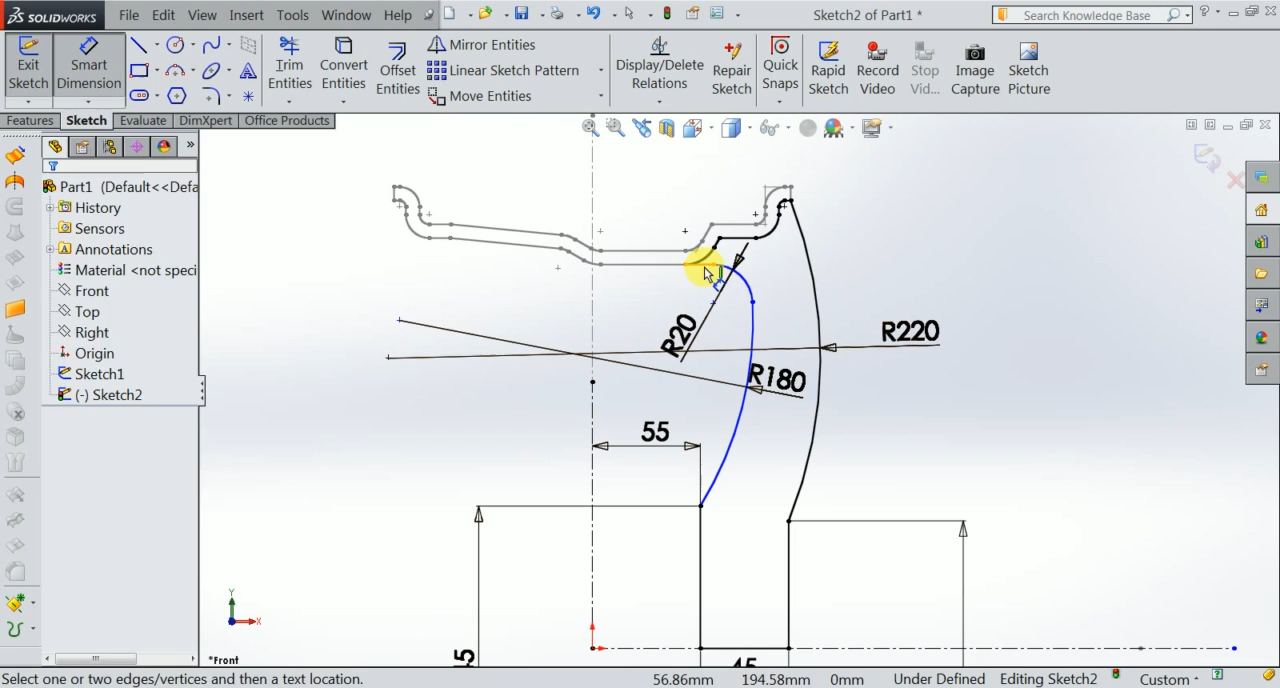 SOLIDWORKS File Edit View Insert Tools Window Help Sketch2 of Part1 * Search Knowledge Base ?
Exit Sketch
Smart Dimension
Trim Entities
Convert Entities
Offset Entities
Mirror Entities
Linear Sketch Pattern
Move Entities
Display/Delete Relations
Repair Sketch
Quick Snaps
Rapid Sketch
Record Video
Stop Vid...
Image Capture
Sketch Picture
Features Sketch Evaluate DimXpert Office Products
Part1 (Default<<Defa
History
Sensors
Annotations
Material <not speci
Front
Top
Right
Origin
Sketch1
(-) Sketch2
R20
R220
R180
55
45
Y
X
*Front
Select one or two edges/vertices and then a text location. 56.86mm 194.58mm 0mm Under Defined Editing Sketch2 Custom